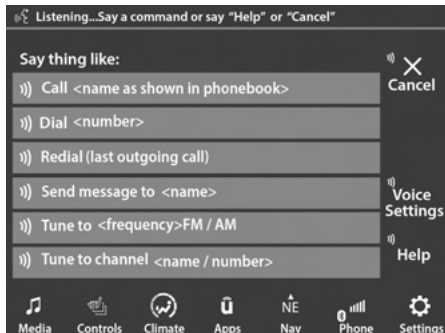 Listening...Say a command or say “Help” or “Cancel”
Say thing like:
Call <name as shown in phonebook>
Cancel
Dial <number>
Redial (last outgoing call)
Send message to <name>
Voice
Settings
Tune to <frequency>FM / AM
Help
Tune to channel <name / number>
NE
Media Controls Climate Apps Nav Phone Settings